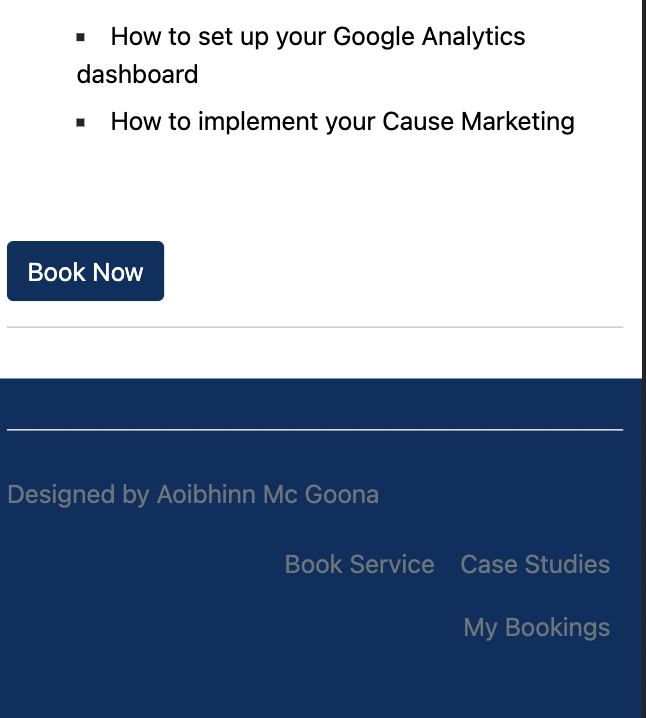 ▪ How to set up your Google Analytics
dashboard
▪ How to implement your Cause Marketing
Book Now
Designed by Aoibhinn Mc Goona
Book Service Case Studies
My Bookings